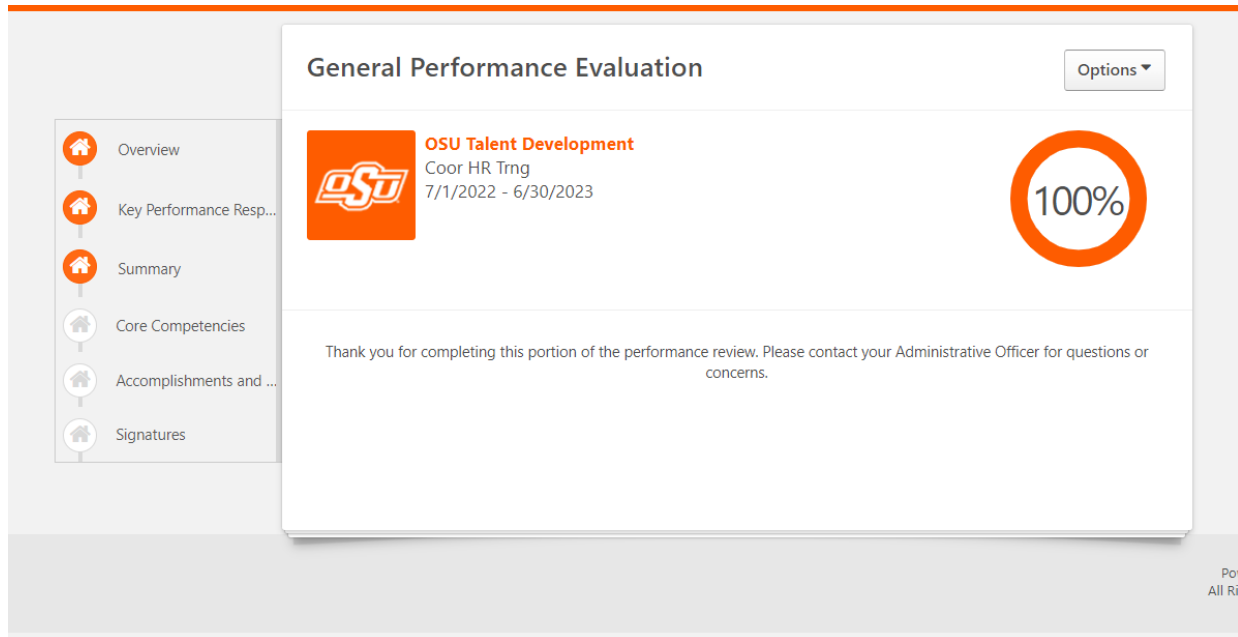 General Performance Evaluation
Options
Overview
Key Performance Resp...
Summary
Core Competencies
Accomplishments and ...
Signatures
OSU
OSU Talent Development
Coor HR Trng
7/1/2022 - 6/30/2023
100%
Thank you for completing this portion of the performance review. Please contact your Administrative Officer for questions or
concerns.
All Ri